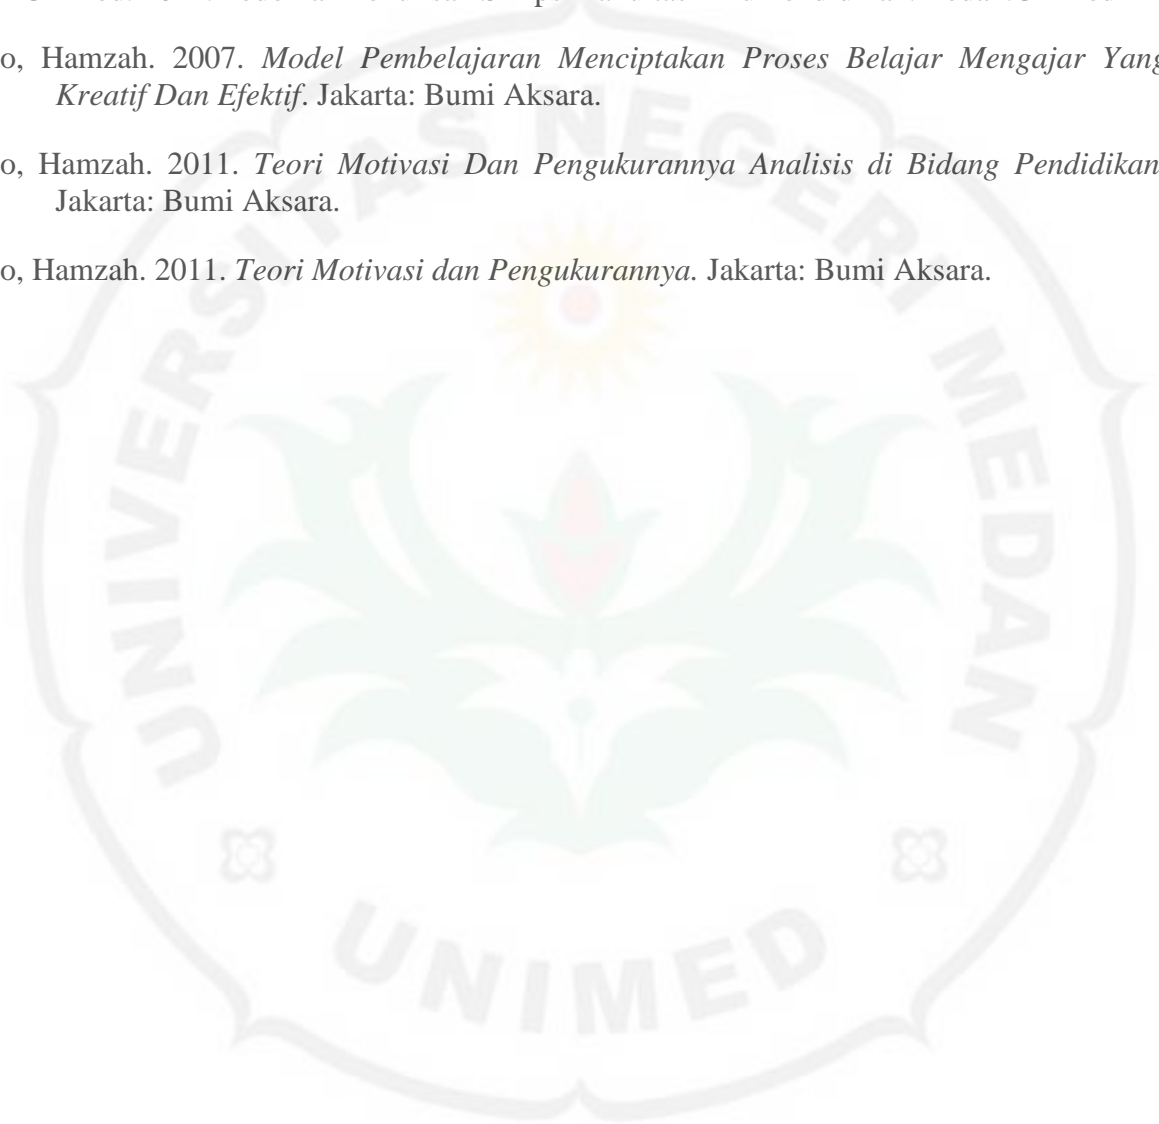 o, Hamzah. 2007. Model Pembelajaran Menciptakan Proses Belajar Mengajar Yang
Kreatif Dan Efektif. Jakarta: Bumi Aksara.
o, Hamzah. 2011. Teori Motivasi Dan Pengukurannya Analisis di Bidang Pendidikan
Jakarta: Bumi Aksara.
o, Hamzah. 2011. Teori Motivasi dan Pengukurannya. Jakarta: Bumi Aksara.
UNIVERSITAS NEGERI MEDAN
UNIMED